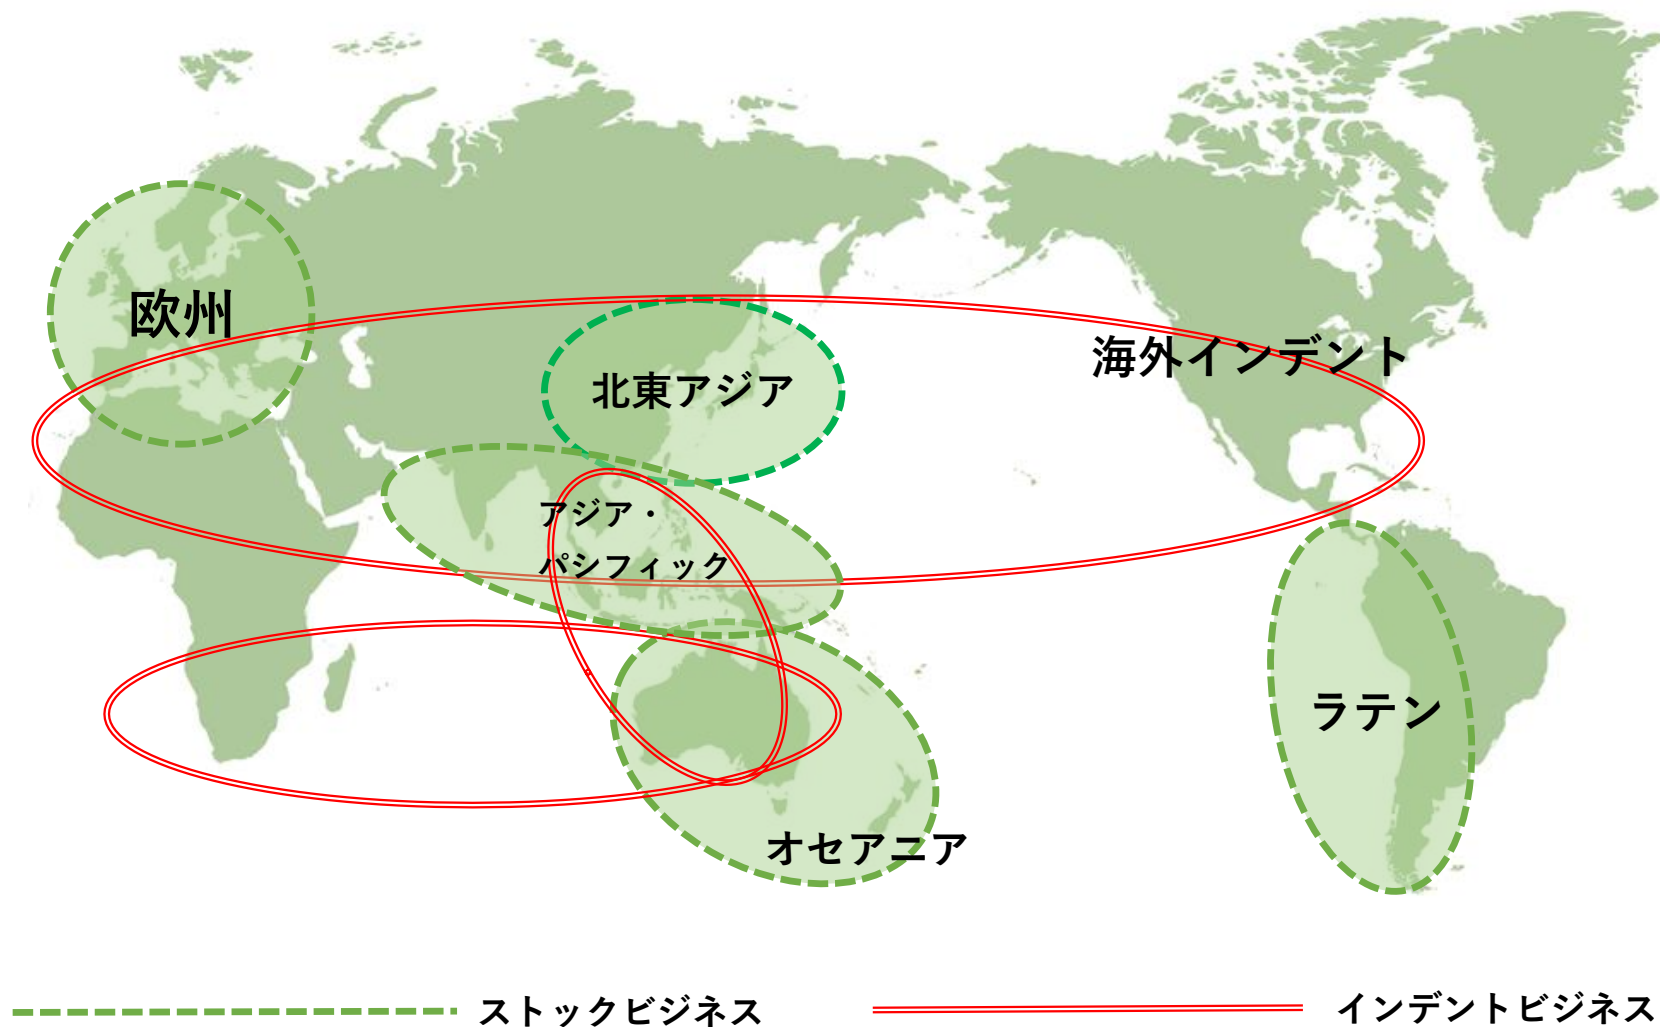 欧州
海外インデント
北東アジア
アジア・
パシフィック
ラテン
オセアニア
ストックビジネス
インデントビジネス